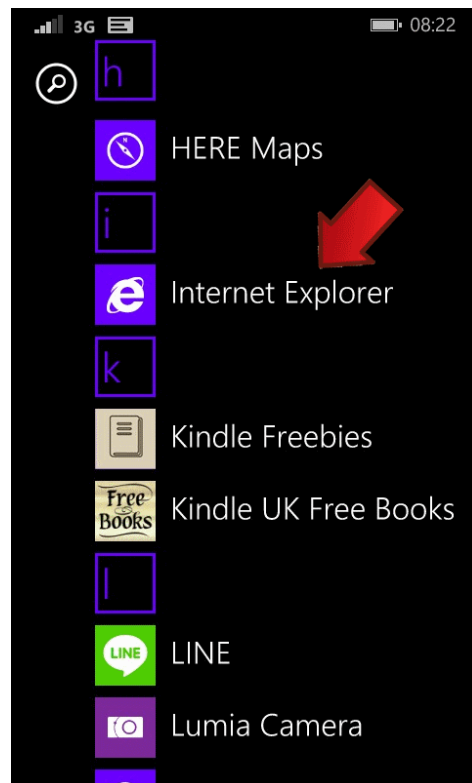 3G 08:22
h
HERE Maps
i
Internet Explorer
k
Kindle Freebies
Free Books
Kindle UK Free Books
l
LINE
LINE
Lumia Camera